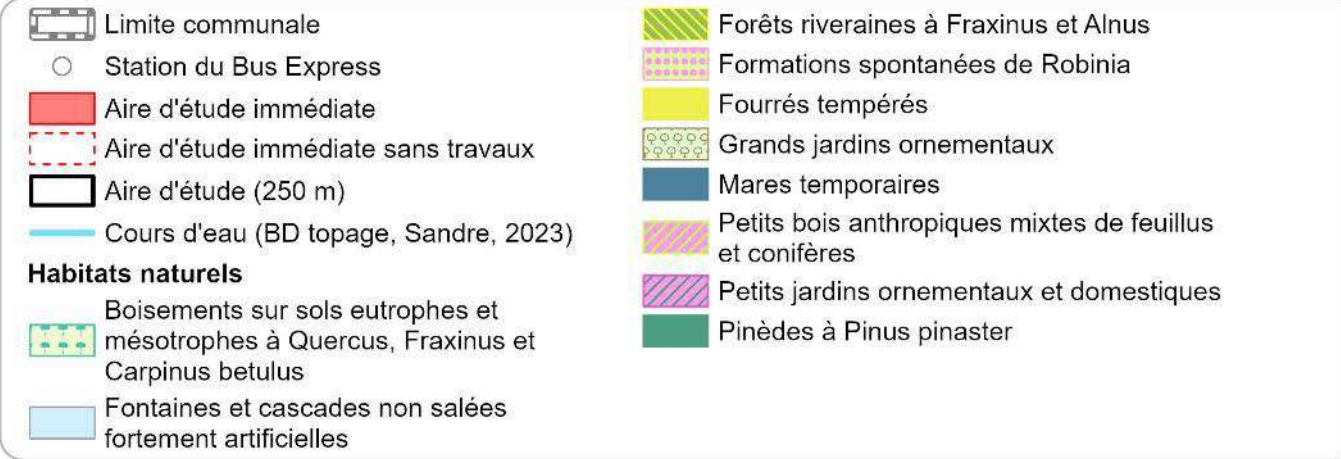 Limite communale
Station du Bus Express
Aire d'étude immédiate
Aire d'étude immédiate sans travaux
Aire d'étude (250 m)
Cours d'eau (BD topage, Sandre, 2023)
Habitats naturels
Boisements sur sols eutrophes et
mésotrophes à Quercus, Fraxinus et
Carpinus betulus
Fontaines et cascades non salées
fortement artificielles
Forêts riveraines à Fraxinus et Alnus
Formations spontanées de Robinia
Fourrés tempérés
Grands jardins ornementaux
Mares temporaires
Petits bois anthropiques mixtes de feuillus
et conifères
Petits jardins ornementaux et domestiques
Pinèdes à Pinus pinaster